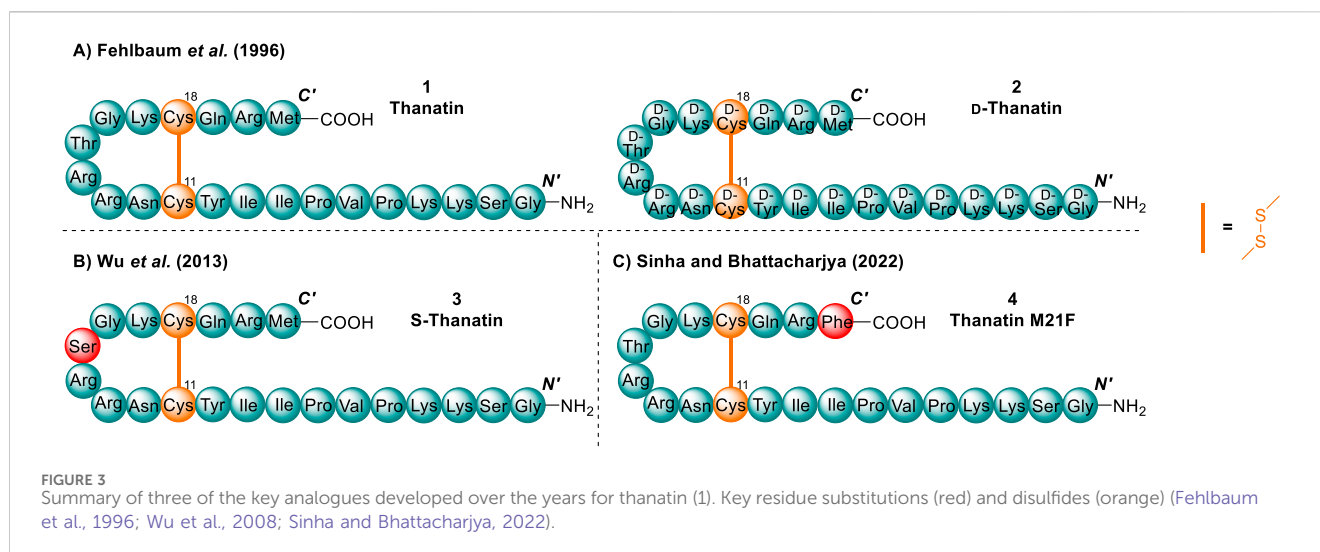 A) Fehlbaum et al. (1996)
1
Thanatin
18
C'
Gly Lys Cys Gln Arg Met COOH
Thr
Arg
11
N'
Arg Asn Cys Tyr Ile Ile Pro Val Pro Lys Lys Ser Gly NH2
2
D-Thanatin
18
C'
D-Gly D-Lys D-Cys D-Gln D-Arg D-Met COOH
D-Thr
D-Arg
11
N'
D-Arg D-Asn D-Cys D-Tyr D-Ile D-Ile D-Pro D-Val D-Pro D-Lys D-Lys D-Ser D-Gly NH2
=
S
S
B) Wu et al. (2013)
3
S-Thanatin
18
C'
Gly Lys Cys Gln Arg Met COOH
Ser
Arg
11
N'
Arg Asn Cys Tyr Ile Ile Pro Val Pro Lys Lys Ser Gly NH2
C) Sinha and Bhattacharjya (2022)
4
Thanatin M21F
18
C'
Gly Lys Cys Gln Arg Phe COOH
Thr
Arg
11
N'
Arg Asn Cys Tyr Ile Ile Pro Val Pro Lys Lys Ser Gly NH2
FIGURE 3
Summary of three of the key analogues developed over the years for thanatin (1). Key residue substitutions (red) and disulfides (orange) (Fehlbaum
et al., 1996; Wu et al., 2008; Sinha and Bhattacharjya, 2022).